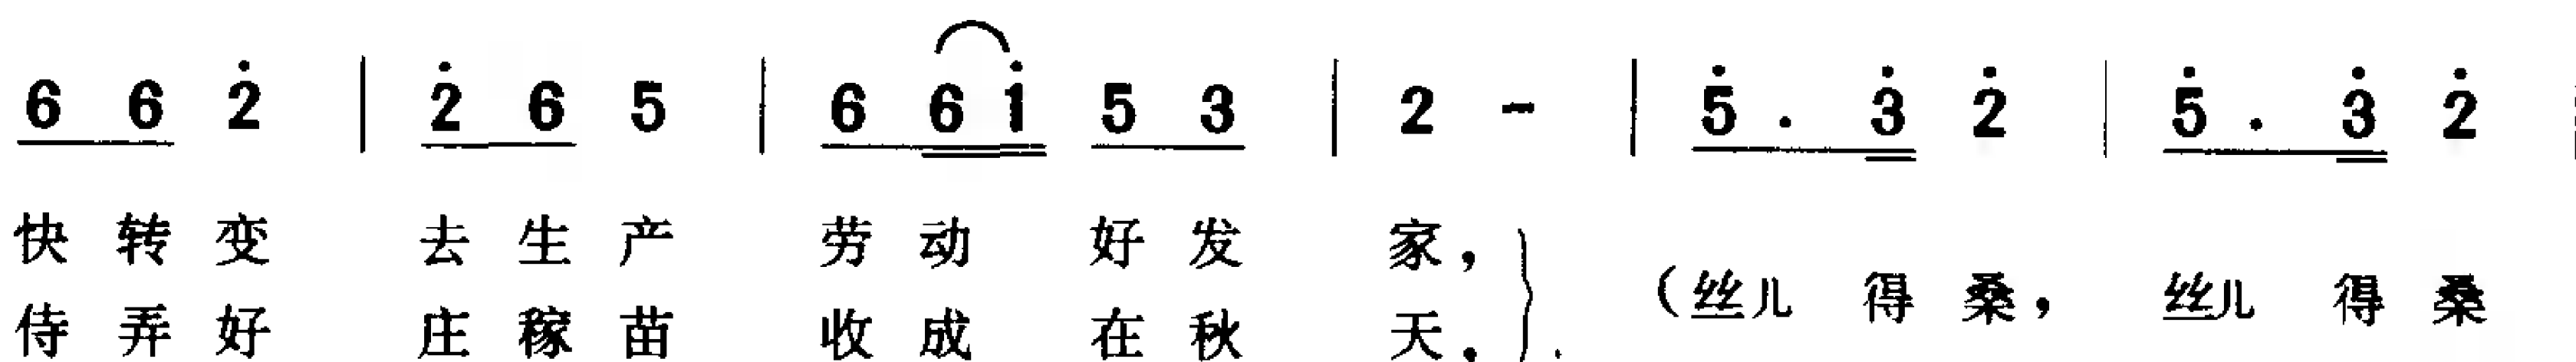 6 6 2̇ | 2̇ 6 5 | 6 6 1̇ 5 3 | 2 - | 5̇ . 3̇ 2̇ | 5̇ . 3̇ 2̇
快转变 去生产 劳动 好发 家，
(丝儿 得桑， 丝儿 得桑
侍弄好 庄稼苗 收成 在秋 天，